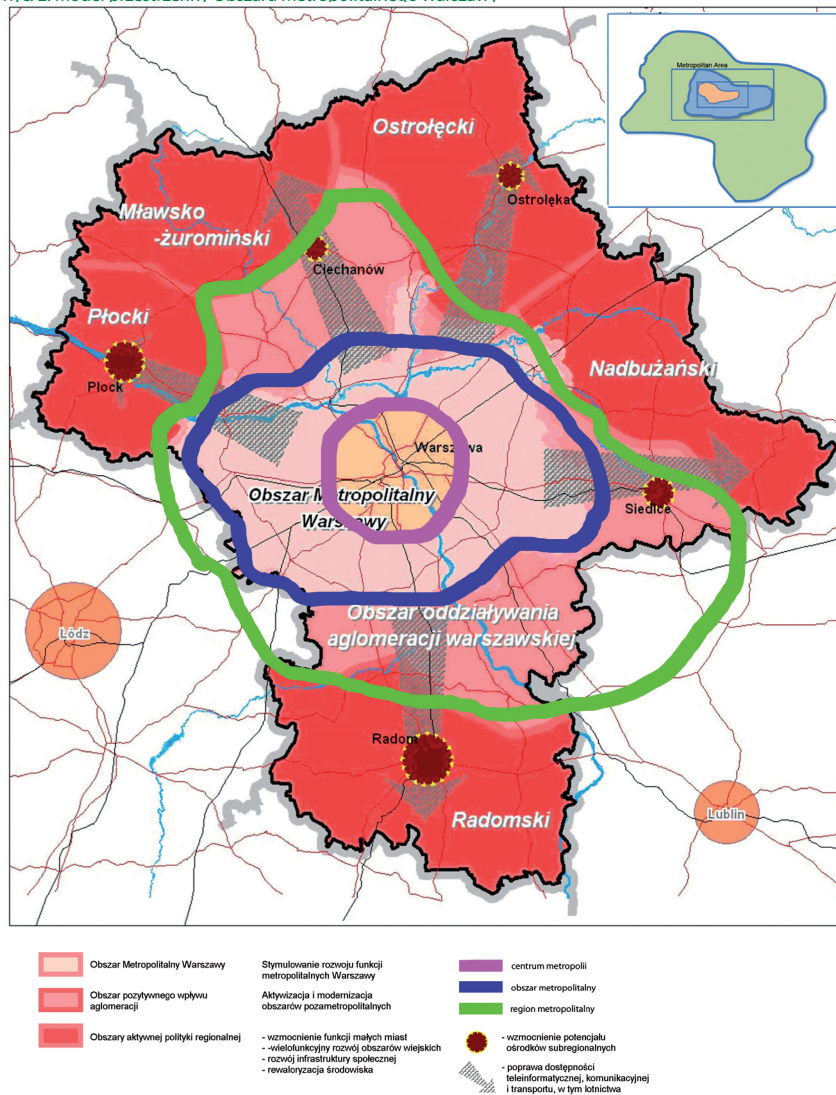 Metropolitan Area
Ostrołęcki
Ostrołęka
Mławsko
-żuromiński
Ciechanów
Płocki
Płock
Nadbużański
Warszawa
Obszar Metropolitalny
Warszawy
Siedlce
Obszar oddziaływania
aglomeracji warszawskiej
Łódz
Radom
Radomski
Lublin
Obszar Metropolitalny Warszawy
Stymulowanie rozwoju funkcji
metropolitalnych Warszawy
Obszar pozytywnego wpływu
aglomeracji
Aktywizacja i modernizacja
obszarów pozametropolitalnych
Obszary aktywnej polityki regionalnej
- wzmocnienie funkcji małych miast
- -wielofunkcyjny rozwój obszarów wiejskich
- rozwój infrastruktury społecznej
- rewaloryzacja środowiska
centrum metropolii
obszar metropolitalny
region metropolitalny
- wzmocnienie potencjału
ośrodków subregionalnych
- poprawa dostępności
teleinformatycznej, komunikacyjnej
i transportu, w tym lotnictwa